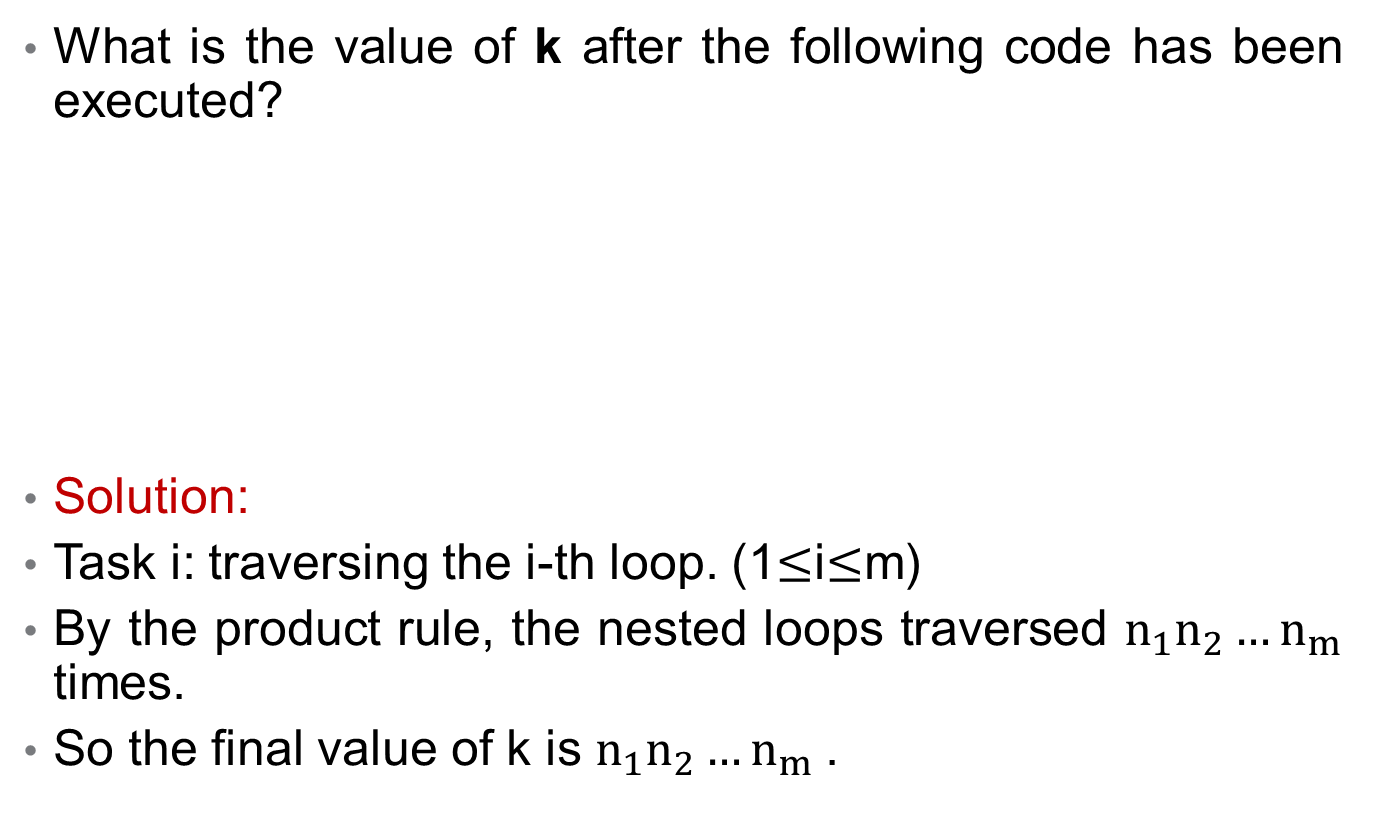 • What is the value of k after the following code has been
executed?
• Solution:
• Task i: traversing the i-th loop. (1≤i≤m)
• By the product rule, the nested loops traversed n₁n₂ … nₘ
times.
• So the final value of k is n₁n₂ … nₘ .